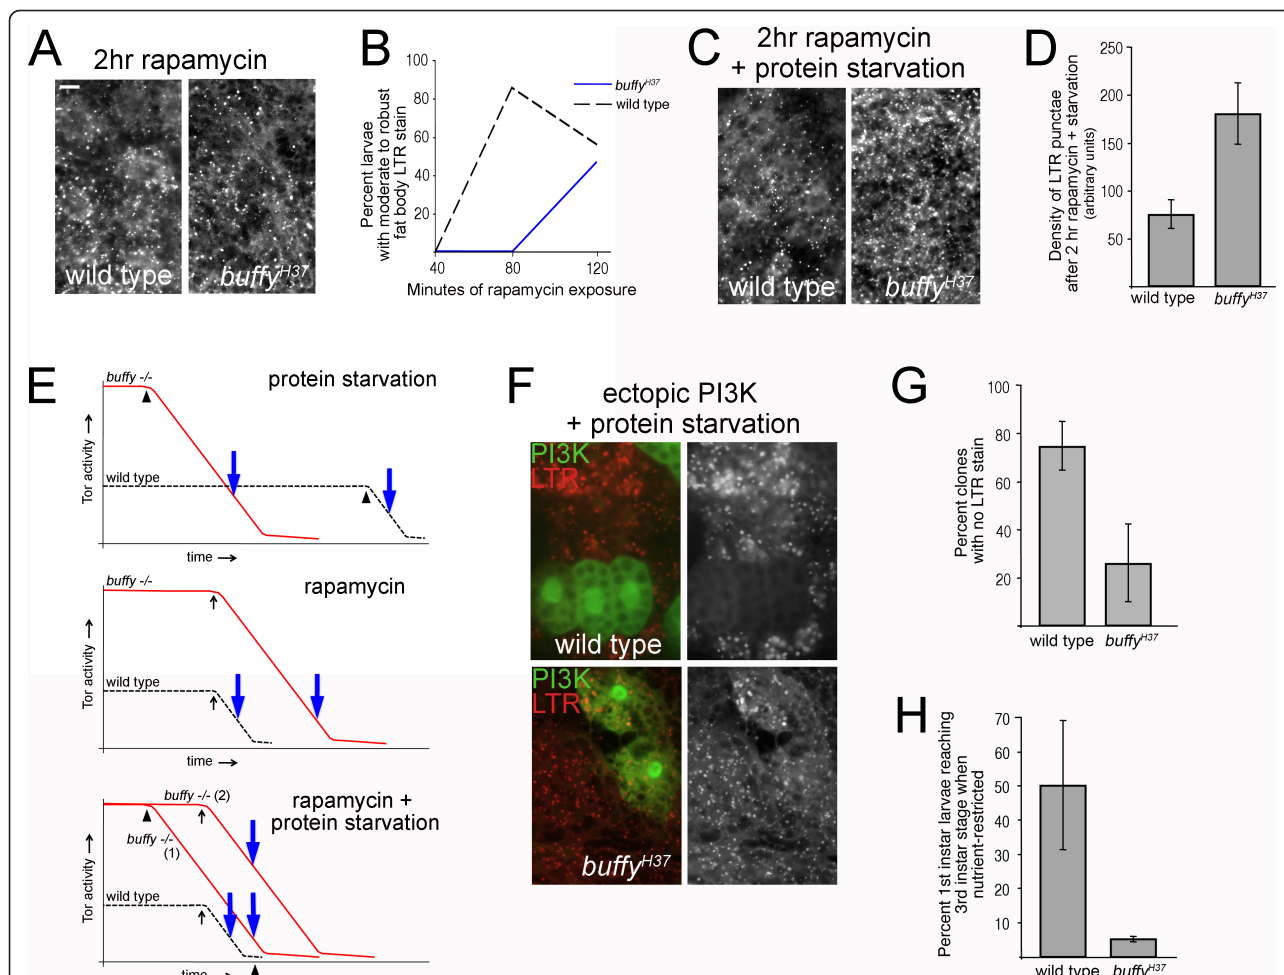 A
2hr rapamycin
wild type
buffyH37
B
Percent larvae
with moderate to robust
fat body LTR stain
100
80
60
40
20
40
80
120
Minutes of rapamycin exposure
buffyH37
wild type
C
2hr rapamycin
+ protein starvation
wild type
buffyH37
D
Density of LTR punctae
after 2 hr rapamycin + starvation
(arbitrary units)
250
200
150
100
50
wild type
buffyH37
E
protein starvation
buffy -/-
wild type
Tor activity
time
rapamycin
buffy -/-
wild type
Tor activity
time
rapamycin +
protein starvation
buffy -/- (2)
buffy -/-
(1)
wild type
Tor activity
time
F
ectopic PI3K
+ protein starvation
PI3K
LTR
wild type
PI3K
LTR
buffyH37
G
Percent clones
with no LTR stain
100
80
60
40
20
wild type
buffyH37
H
Percent 1st instar larvae reaching
3rd instar stage when
nutrient-restricted
70
60
50
40
30
20
10
wild type
buffyH37